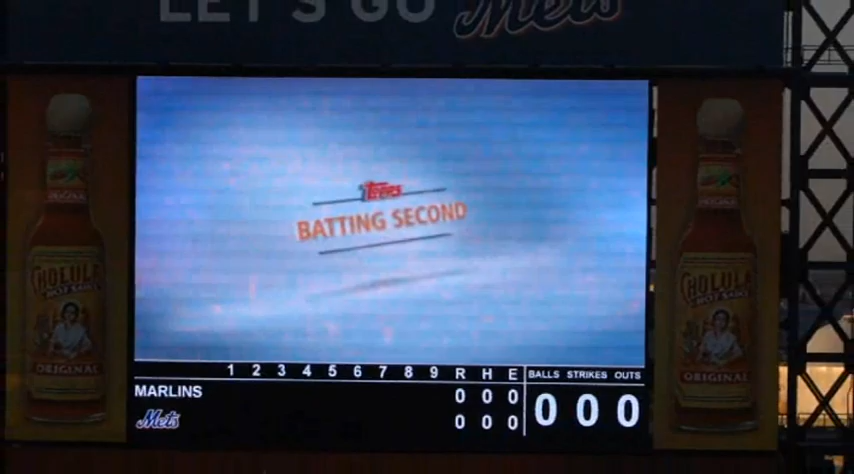 LET'S GO Mets
Topps
BATTING SECOND
CHOLULA
HOT SAUCE
ORIGINAL
CHOLULA
HOT SAUCE
ORIGINAL
1 2 3 4 5 6 7 8 9 R H E BALLS STRIKES OUTS
MARLINS 0 0 0
Mets 0 0 0
0 0 0